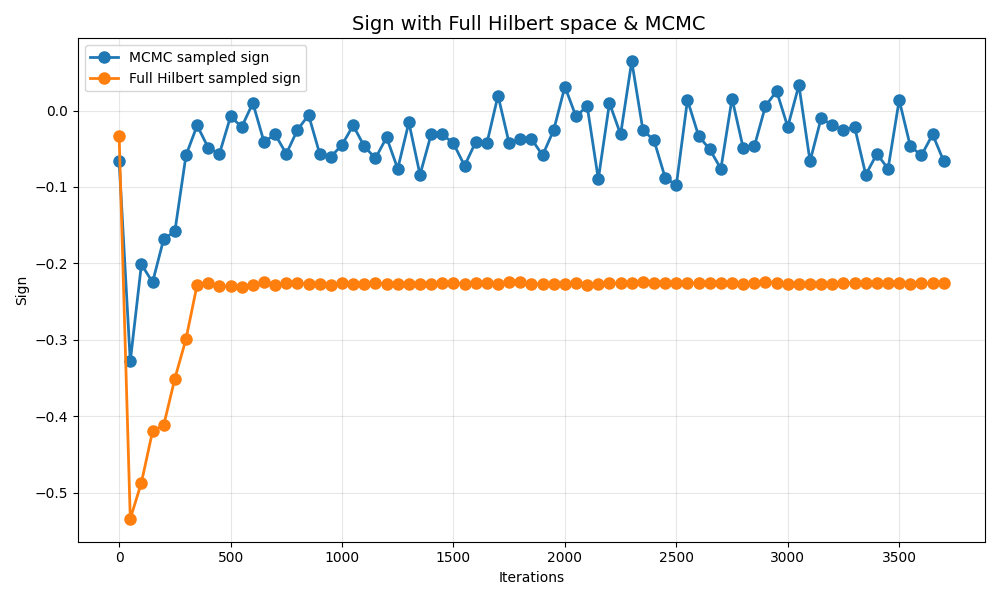 Sign with Full Hilbert space & MCMC
MCMC sampled sign
Full Hilbert sampled sign
Sign
0.0
−0.1
−0.2
−0.3
−0.4
−0.5
0 500 1000 1500 2000 2500 3000 3500
Iterations